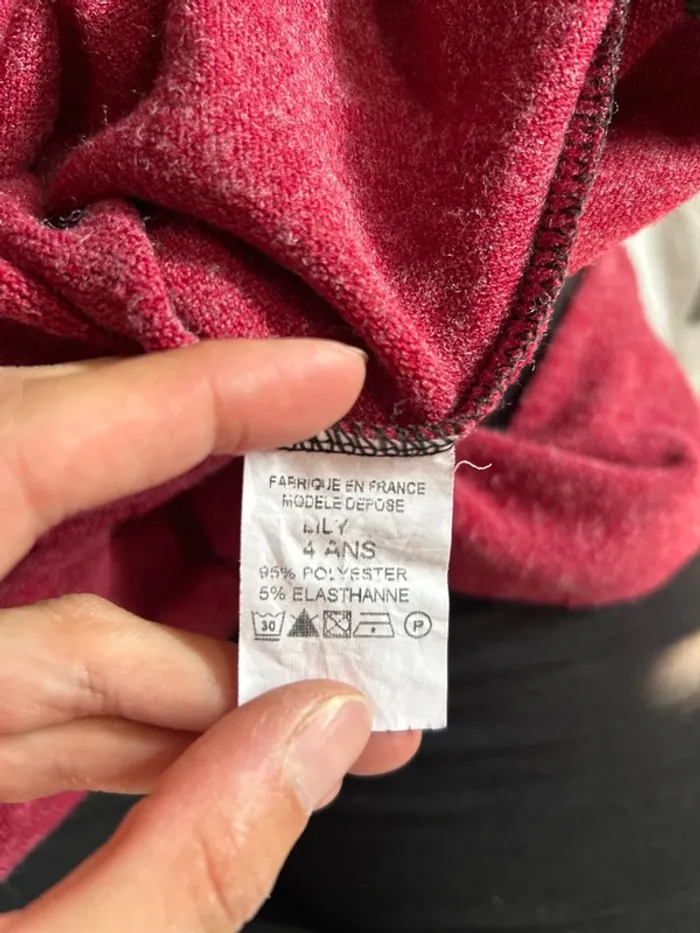 FABRIQUE EN FRANCE
MODELE DEPOSE
LILY
4 ANS
95% POLYESTER
5% ELASTHANNE
30 P